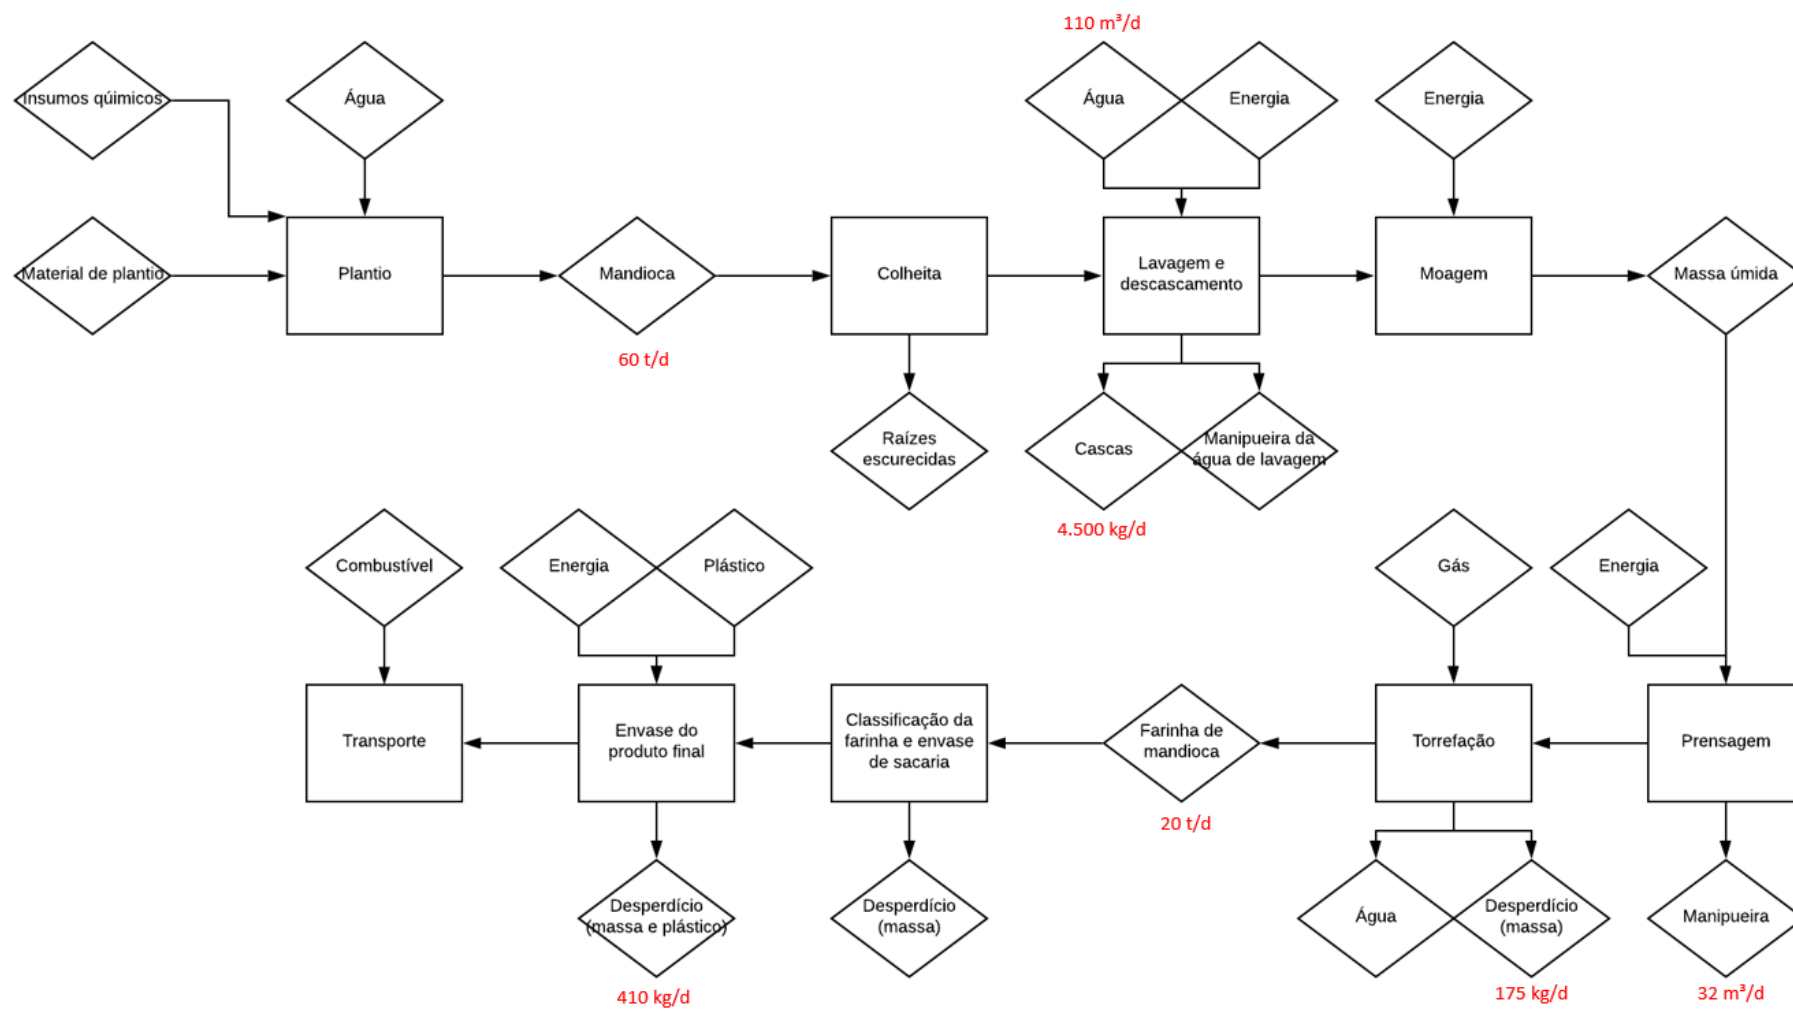 110 m³/d
Insumos qúimicos
Água
Água
Energia
Energia
Material de plantio
Plantio
Mandioca
Colheita
Lavagem e
descascamento
Moagem
Massa úmida
60 t/d
Raízes
escurecidas
Cascas
Manipueira da
água de lavagem
4.500 kg/d
Combustível
Energia
Plástico
Gás
Energia
Transporte
Envase do
produto final
Classificação da
farinha e envase
de sacaria
Farinha de
mandioca
Torrefação
Prensagem
20 t/d
Desperdício
(massa e plástico)
Desperdício
(massa)
Água
Desperdício
(massa)
Manipueira
410 kg/d
175 kg/d
32 m³/d